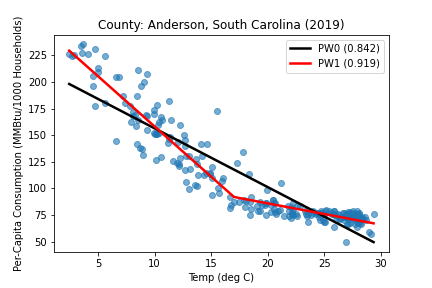 County: Anderson, South Carolina (2019)
PW0 (0.842)
PW1 (0.919)
Per-Capita Consumption (MMBtu/1000 Households)
225
200
175
150
125
100
75
50
5 10 15 20 25 30
Temp (deg C)